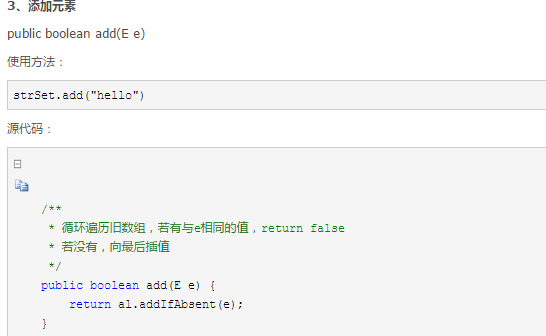 3、添加元素
public boolean add(E e)
使用方法：
strSet.add("hello")
源代码：
/**
 * 循环遍历旧数组，若有与e相同的值，return false
 * 若没有，向最后插值
 */
public boolean add(E e) {
    return al.addIfAbsent(e);
}